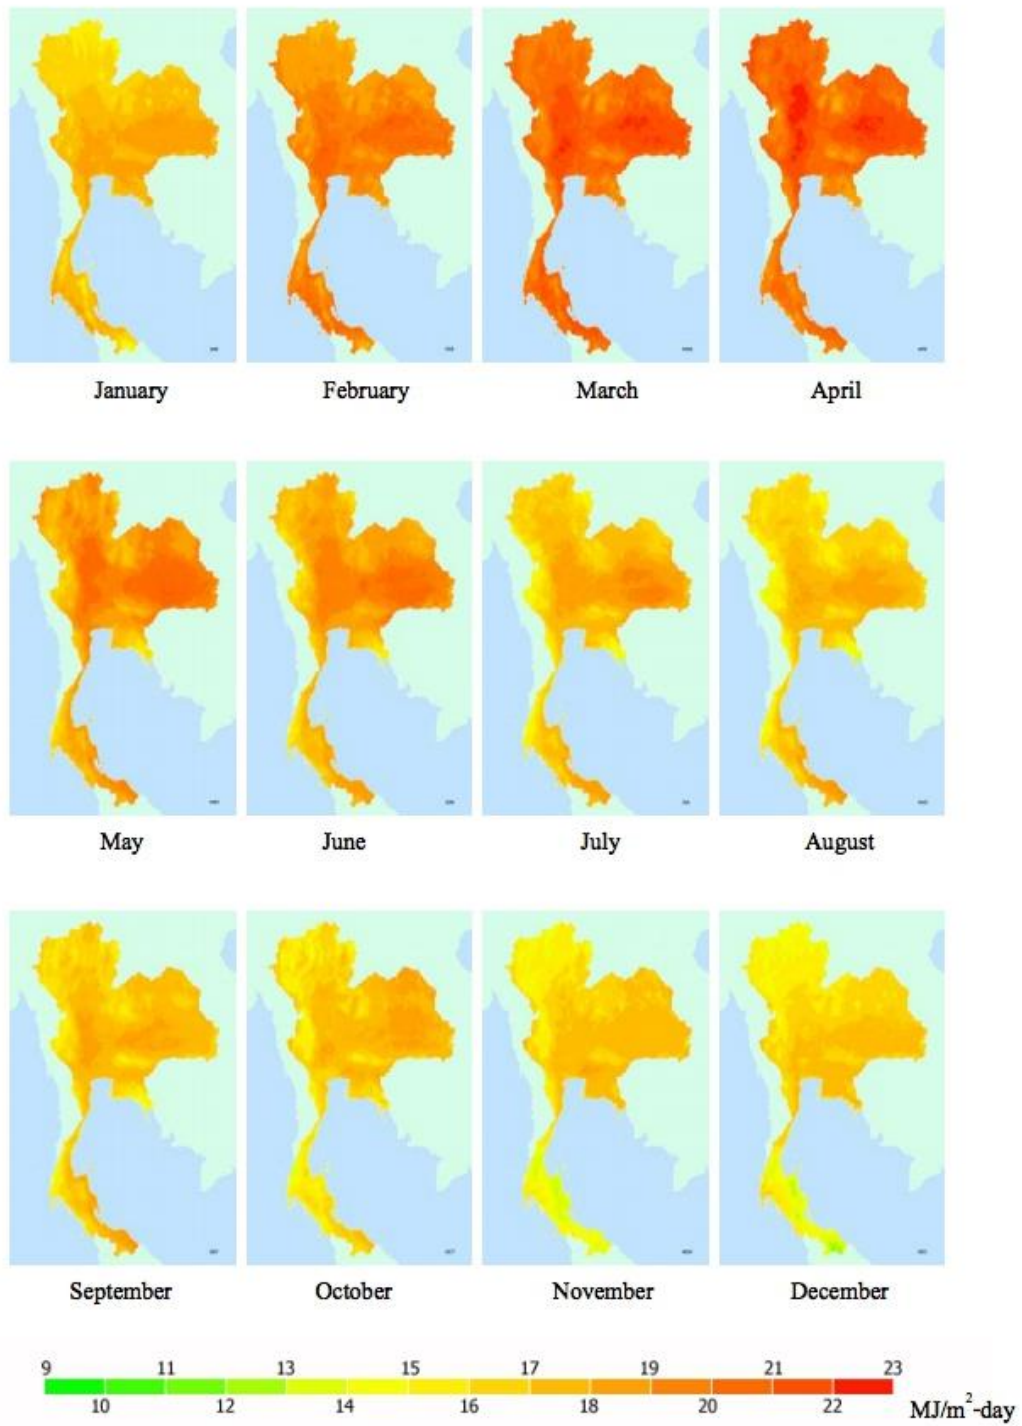 January February March April
May June July August
September October November December
9 11 13 15 17 19 21 23
10 12 14 16 18 20 22 MJ/m²-day